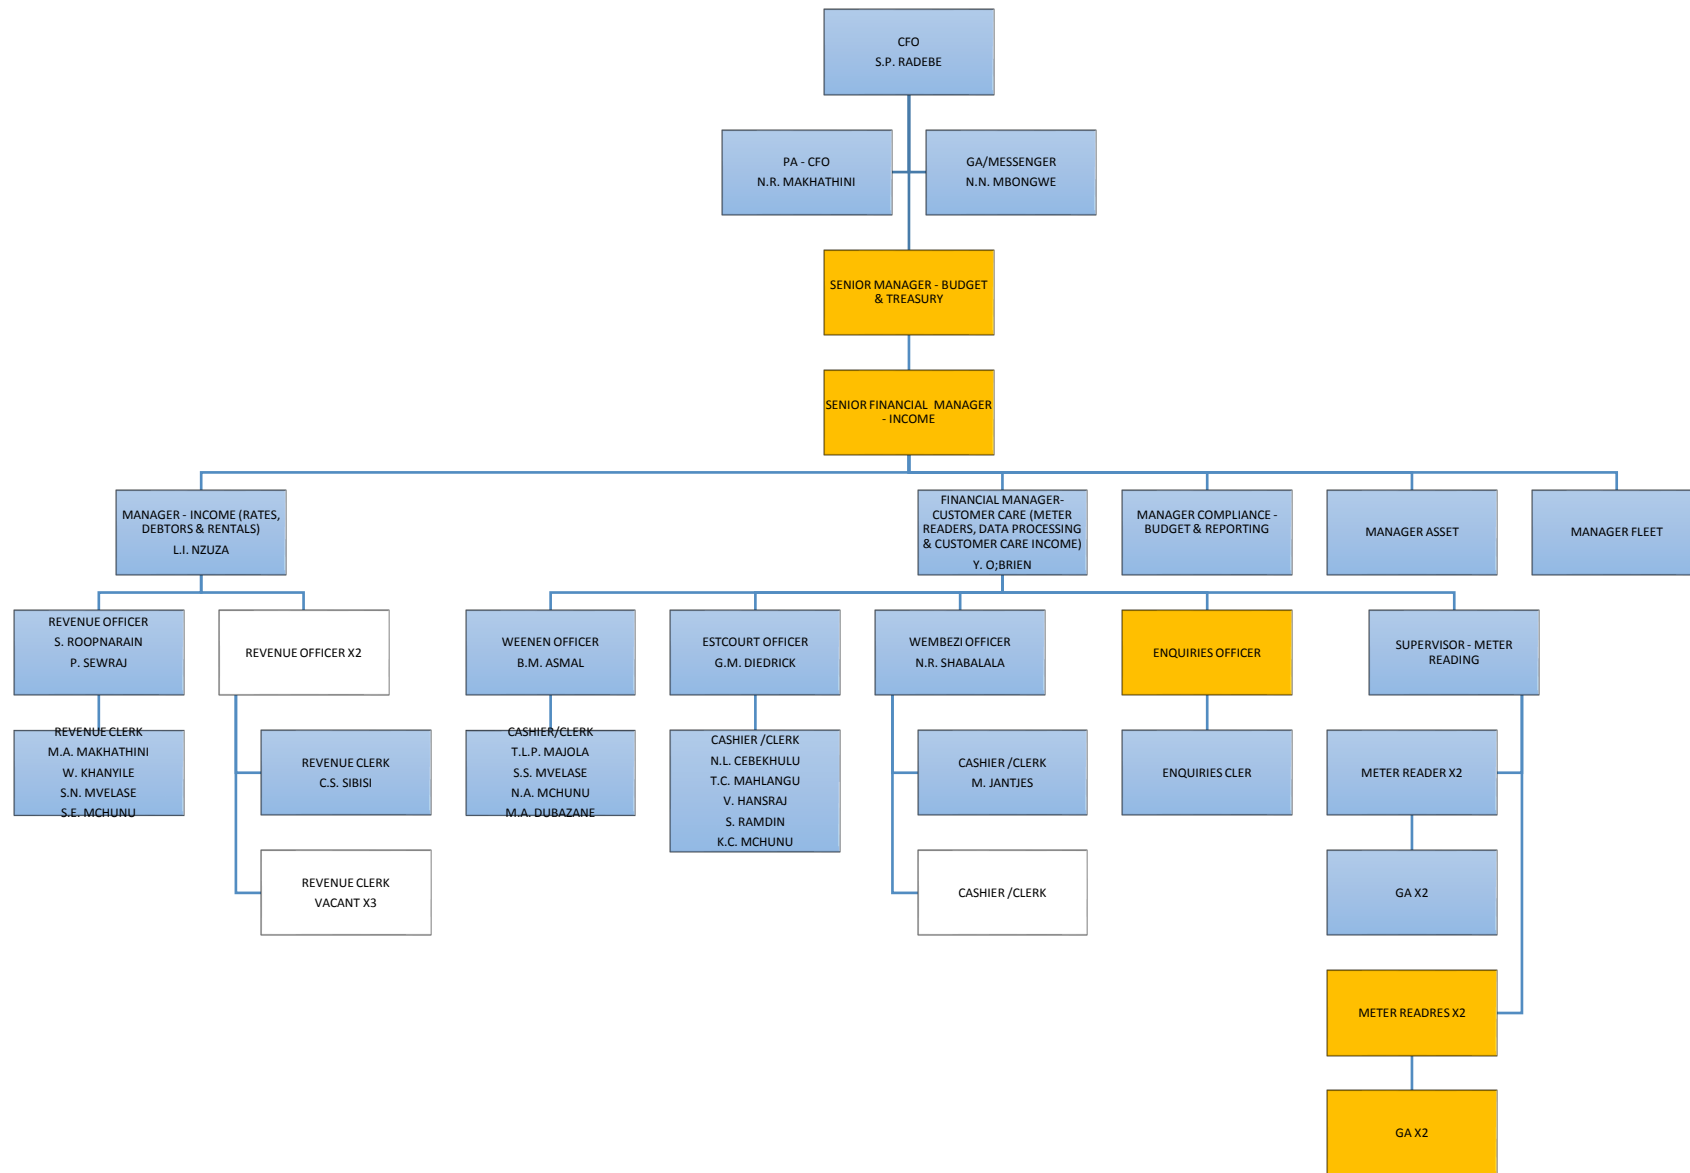 CFO
S.P. RADEBE
PA - CFO
N.R. MAKHATHINI
GA/MESSENGER
N.N. MBONGWE
SENIOR MANAGER - BUDGET
& TREASURY
SENIOR FINANCIAL MANAGER
- INCOME
MANAGER - INCOME (RATES,
DEBTORS & RENTALS)
L.I. NZUZA
FINANCIAL MANAGER-
CUSTOMER CARE (METER
READERS, DATA PROCESSING
& CUSTOMER CARE INCOME)
Y. O;BRIEN
MANAGER COMPLIANCE -
BUDGET & REPORTING
MANAGER ASSET
MANAGER FLEET
REVENUE OFFICER
S. ROOPNARAIN
P. SEWRAJ
REVENUE OFFICER X2
WEENEN OFFICER
B.M. ASMAL
ESTCOURT OFFICER
G.M. DIEDRICK
WEMBEZI OFFICER
N.R. SHABALALA
ENQUIRIES OFFICER
SUPERVISOR - METER
READING
REVENUE CLERK
M.A. MAKHATHINI
W. KHANYILE
S.N. MVELASE
S.E. MCHUNU
REVENUE CLERK
C.S. SIBISI
CASHIER/CLERK
T.L.P. MAJOLA
S.S. MVELASE
N.A. MCHUNU
M.A. DUBAZANE
CASHIER /CLERK
N.L. CEBEKHULU
T.C. MAHLANGU
V. HANSRAJ
S. RAMDIN
K.C. MCHUNU
CASHIER /CLERK
M. JANTJES
ENQUIRIES CLER
METER READER X2
REVENUE CLERK
VACANT X3
CASHIER /CLERK
GA X2
METER READRES X2
GA X2